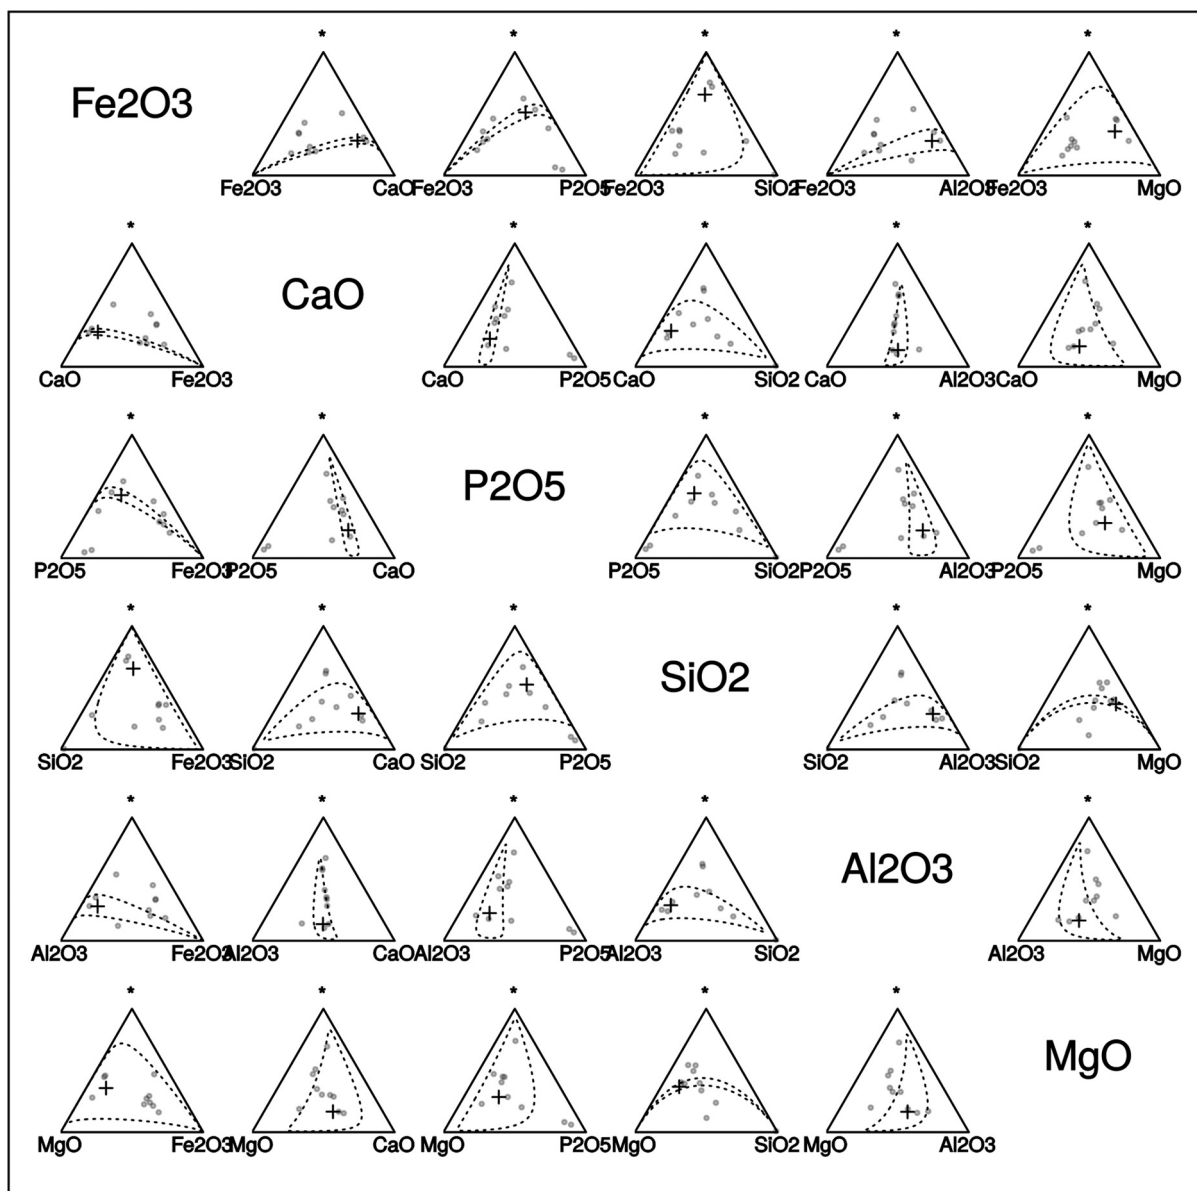 * * * * *
Fe2O3
Fe2O3 CaO Fe2O3 P2O5 Fe2O3 SiO2 Fe2O3 Al2O3 Fe2O3 MgO
* * * * *
CaO
CaO Fe2O3 CaO P2O5 CaO SiO2 CaO Al2O3 CaO MgO
* * * * *
P2O5
P2O5 Fe2O3 P2O5 CaO P2O5 SiO2 P2O5 Al2O3 P2O5 MgO
* * * * *
SiO2
SiO2 Fe2O3 SiO2 CaO SiO2 P2O5 SiO2 Al2O3 SiO2 MgO
* * * * *
Al2O3
Al2O3 Fe2O3 Al2O3 CaO Al2O3 P2O5 Al2O3 SiO2 Al2O3 MgO
* * * * *
MgO
MgO Fe2O3 MgO CaO MgO P2O5 MgO SiO2 MgO Al2O3